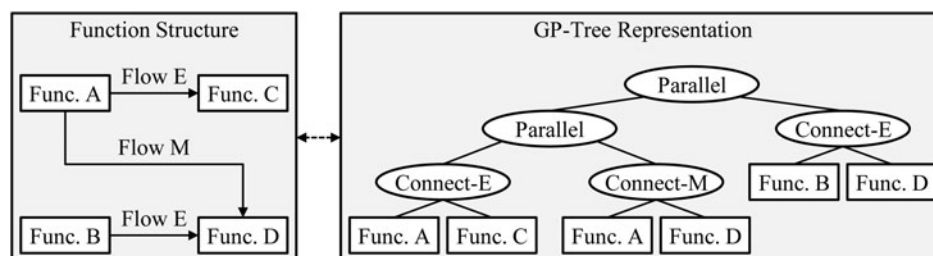 Function Structure
Flow E
Func. A
Func. C
Flow M
Flow E
Func. B
Func. D
GP-Tree Representation
Parallel
Parallel
Connect-E
Connect-E
Connect-M
Func. B
Func. D
Func. A
Func. C
Func. A
Func. D